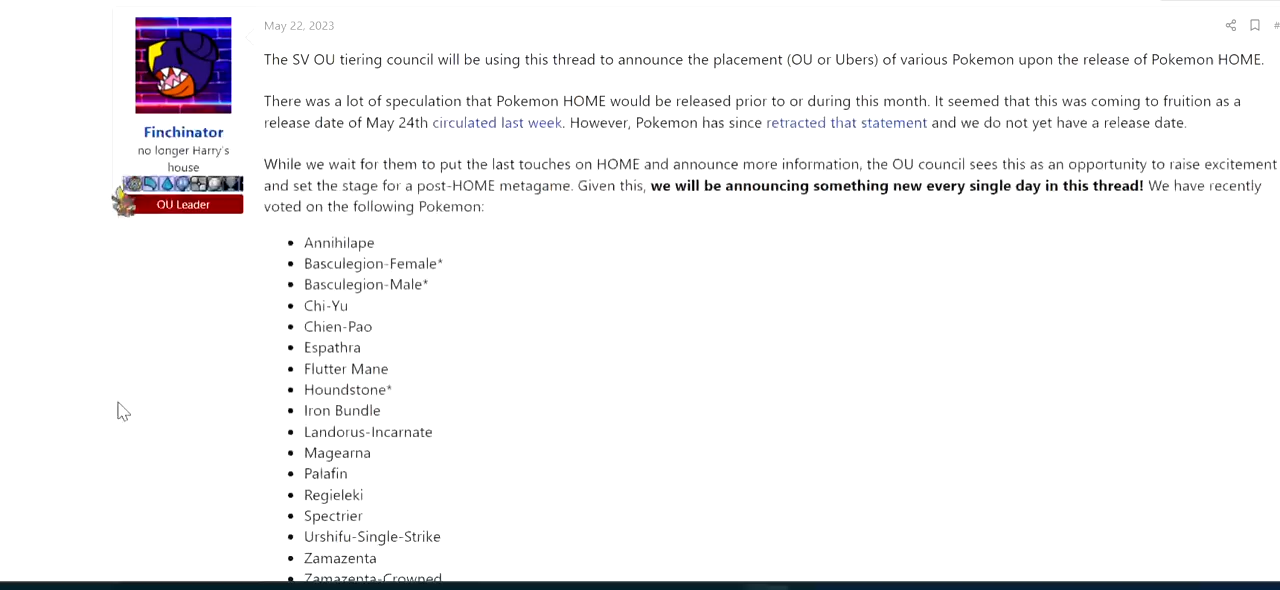 May 22, 2023
#
Finchinator
no longer Harry's
house
OU Leader
The SV OU tiering council will be using this thread to announce the placement (OU or Ubers) of various Pokemon upon the release of Pokemon HOME.
There was a lot of speculation that Pokemon HOME would be released prior to or during this month. It seemed that this was coming to fruition as a
release date of May 24th circulated last week. However, Pokemon has since retracted that statement and we do not yet have a release date.
While we wait for them to put the last touches on HOME and announce more information, the OU council sees this as an opportunity to raise excitement
and set the stage for a post-HOME metagame. Given this, we will be announcing something new every single day in this thread! We have recently
voted on the following Pokemon:
• Annihilape
• Basculegion-Female*
• Basculegion-Male*
• Chi-Yu
• Chien-Pao
• Espathra
• Flutter Mane
• Houndstone*
• Iron Bundle
• Landorus-Incarnate
• Magearna
• Palafin
• Regieleki
• Spectrier
• Urshifu-Single-Strike
• Zamazenta
• Zamazenta-Crowned